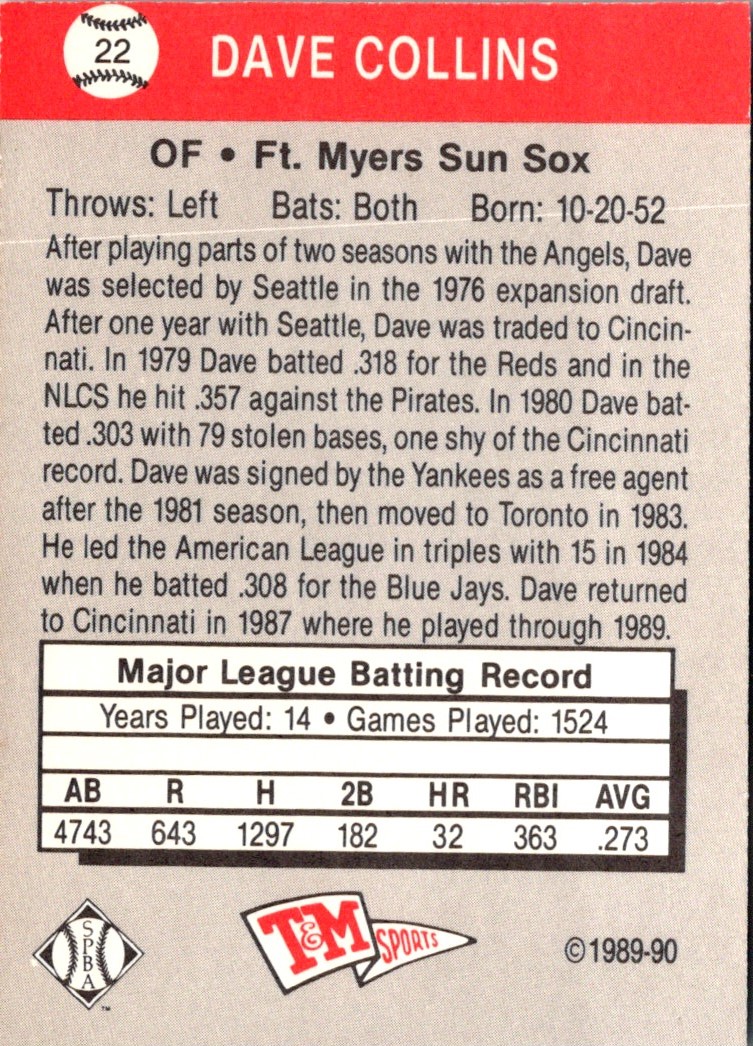 22
DAVE COLLINS
OF • Ft. Myers Sun Sox
Throws: Left Bats: Both Born: 10-20-52
After playing parts of two seasons with the Angels, Dave
was selected by Seattle in the 1976 expansion draft.
After one year with Seattle, Dave was traded to Cincin-
nati. In 1979 Dave batted .318 for the Reds and in the
NLCS he hit .357 against the Pirates. In 1980 Dave bat-
ted .303 with 79 stolen bases, one shy of the Cincinnati
record. Dave was signed by the Yankees as a free agent
after the 1981 season, then moved to Toronto in 1983.
He led the American League in triples with 15 in 1984
when he batted .308 for the Blue Jays. Dave returned
to Cincinnati in 1987 where he played through 1989.
Major League Batting Record
Years Played: 14 • Games Played: 1524
AB R H 2B HR RBI AVG
4743 643 1297 182 32 363 .273
SPBA
TM
T&M
SPORTS
©1989-90